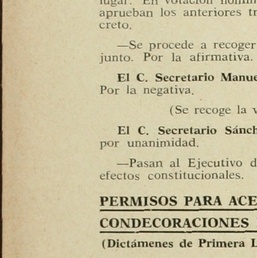 lugar. En votación nomin
aprueban los anteriores tr
creto.
—Se procede a recoger
junto. Por la afirmativa.
El C. Secretario Manue
Por la negativa.
(Se recoge la v
El C. Secretario Sánch
por unanimidad.
—Pasan al Ejecutivo d
efectos constitucionales.
PERMISOS PARA ACE
CONDECORACIONES
(Dictámenes de Primera L